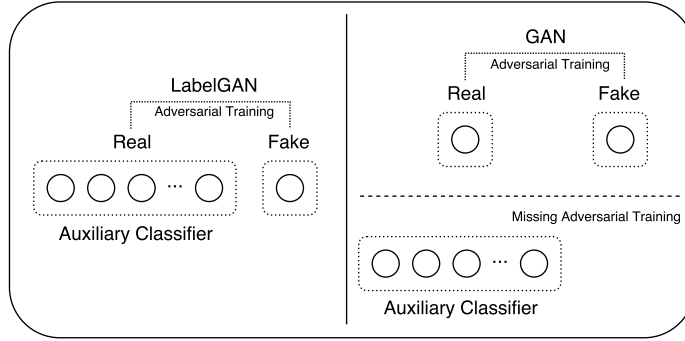 LabelGAN
Adversarial Training
Real
Fake
...
Auxiliary Classifier
GAN
Adversarial Training
Real
Fake
Missing Adversarial Training
...
Auxiliary Classifier